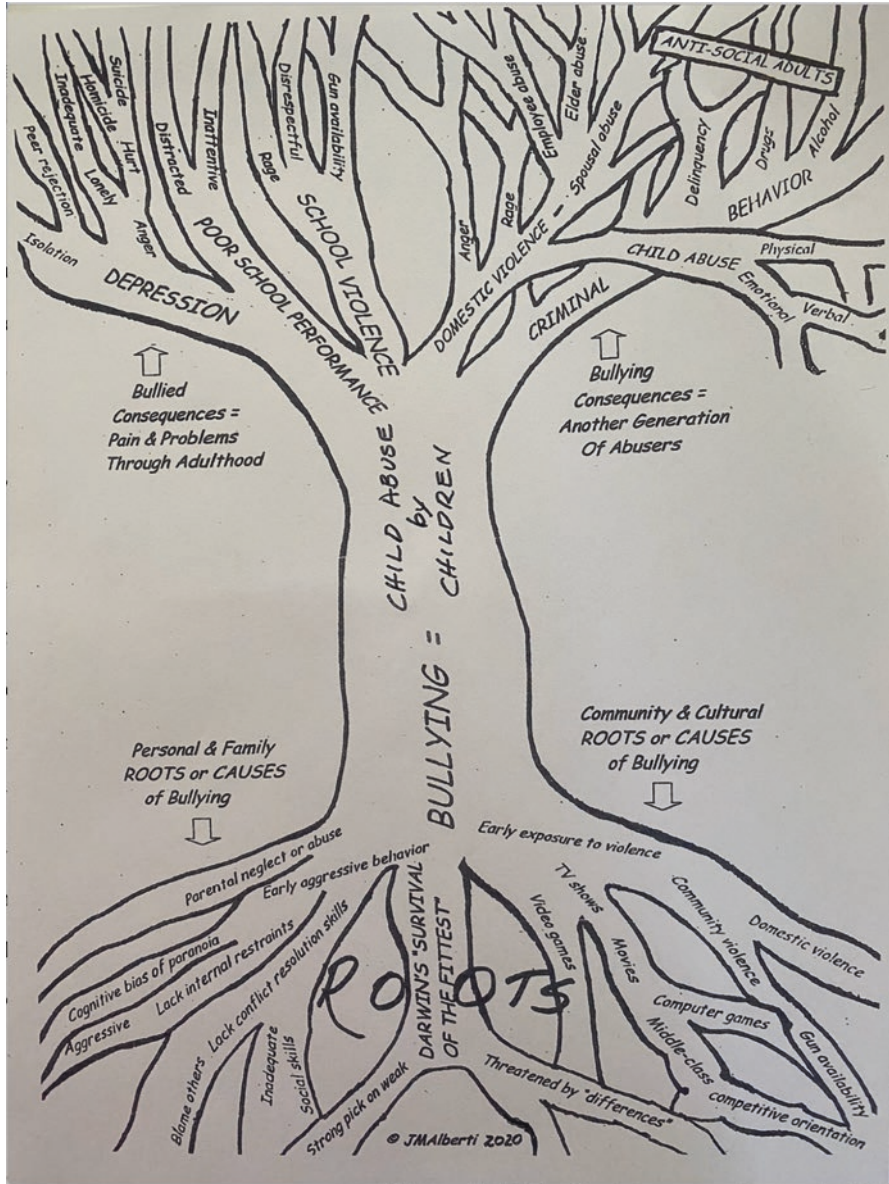 Suicide
Homicide
Inadequate
Peer rejection
Lonely
Hurt
Isolation
Anger
DEPRESSION
Distracted
Inattentive
POOR SCHOOL PERFORMANCE
Rage
Disrespectful
Gun availability
SCHOOL VIOLENCE
Employee abuse
Elder abuse
ANTI-SOCIAL ADULTS
Anger
Rage
Spousal abuse
DOMESTIC VIOLENCE -
Delinquency
Drugs
Alcohol
CRIMINAL
BEHAVIOR
CHILD ABUSE
Physical
Emotional
Verbal
Bullied
Consequences =
Pain & Problems
Through Adulthood
Bullying
Consequences =
Another Generation
Of Abusers
BULLYING =
CHILD ABUSE
by
CHILDREN
Personal & Family
ROOTS or CAUSES
of Bullying
Community & Cultural
ROOTS or CAUSES
of Bullying
Parental neglect or abuse
Early aggressive behavior
Cognitive bias of paranoia
Aggressive
Lack internal restraints
Lack conflict resolution skills
Blame others
Inadequate
Social skills
Strong pick on weak
ROOTS
DARWIN'S "SURVIVAL
OF THE FITTEST"
Threatened by "differences"
Early exposure to violence
TV shows
Video games
Movies
Community violence
Domestic violence
Computer games
Gun availability
Middle-class competitive orientation
© JMAlberti 2020